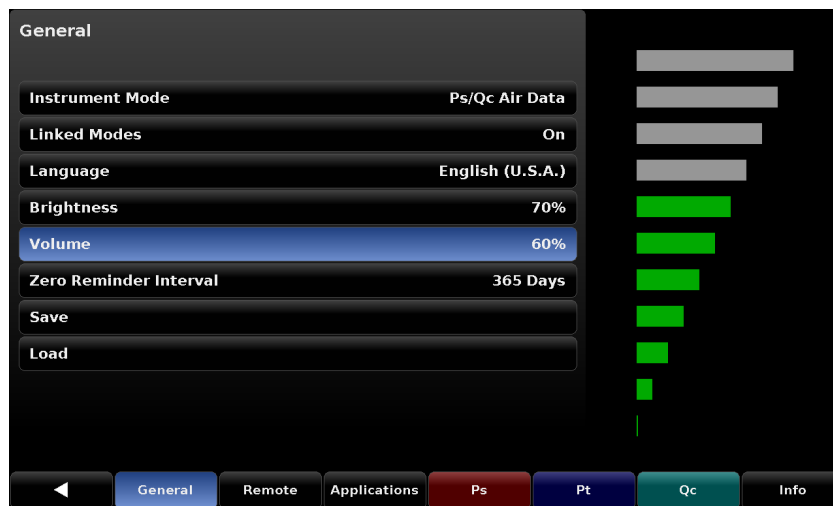 General
Instrument Mode Ps/Qc Air Data
Linked Modes On
Language English (U.S.A.)
Brightness 70%
Volume 60%
Zero Reminder Interval 365 Days
Save
Load
General Remote Applications Ps Pt Qc Info